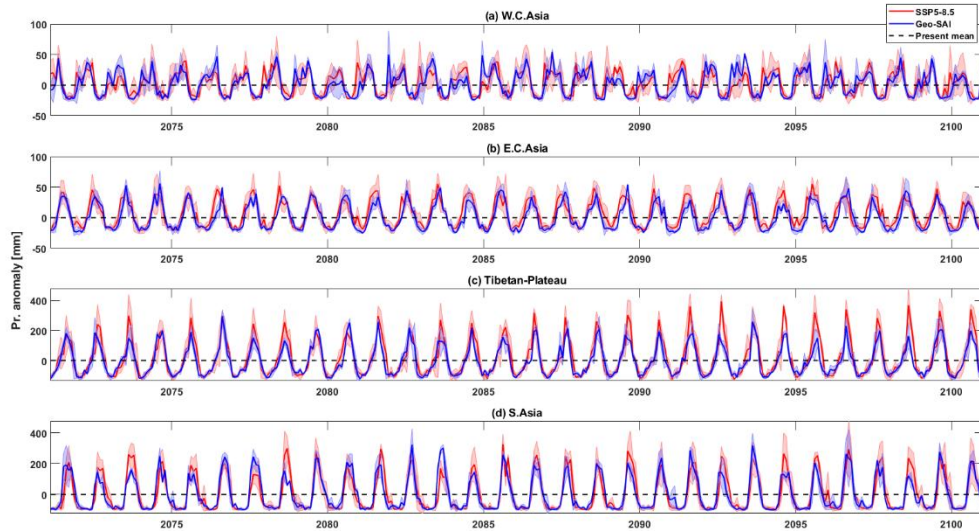 (a) W.C.Asia
SSP5-8.5
Geo-SAI
Present mean
100
50
0
-50
2075 2080 2085 2090 2095 2100
(b) E.C.Asia
100
50
0
-50
2075 2080 2085 2090 2095 2100
Pr. anomaly [mm]
(c) Tibetan-Plateau
400
200
0
2075 2080 2085 2090 2095 2100
(d) S.Asia
400
200
0
2075 2080 2085 2090 2095 2100